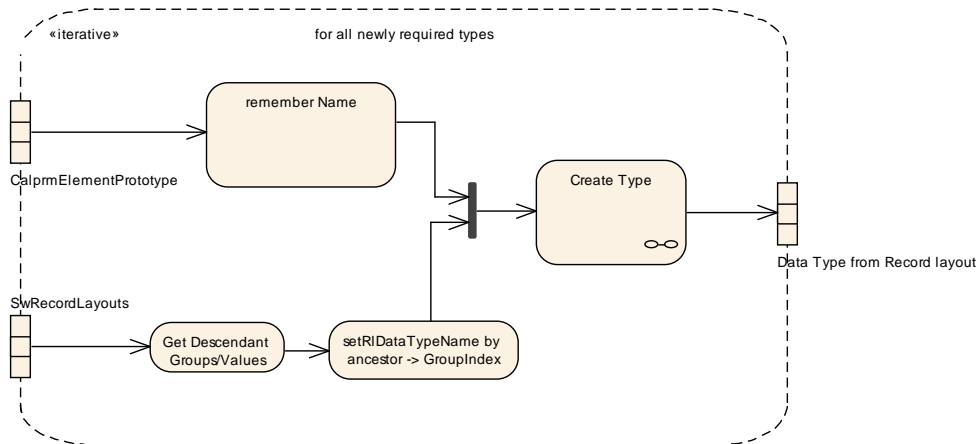 «iterative»
for all newly required types
remember Name
CalprmElementPrototype
Create Type
Data Type from Record layout
SwRecordLayouts
Get Descendant
Groups/Values
setRlDataTypeName by
ancestor -> GroupIndex